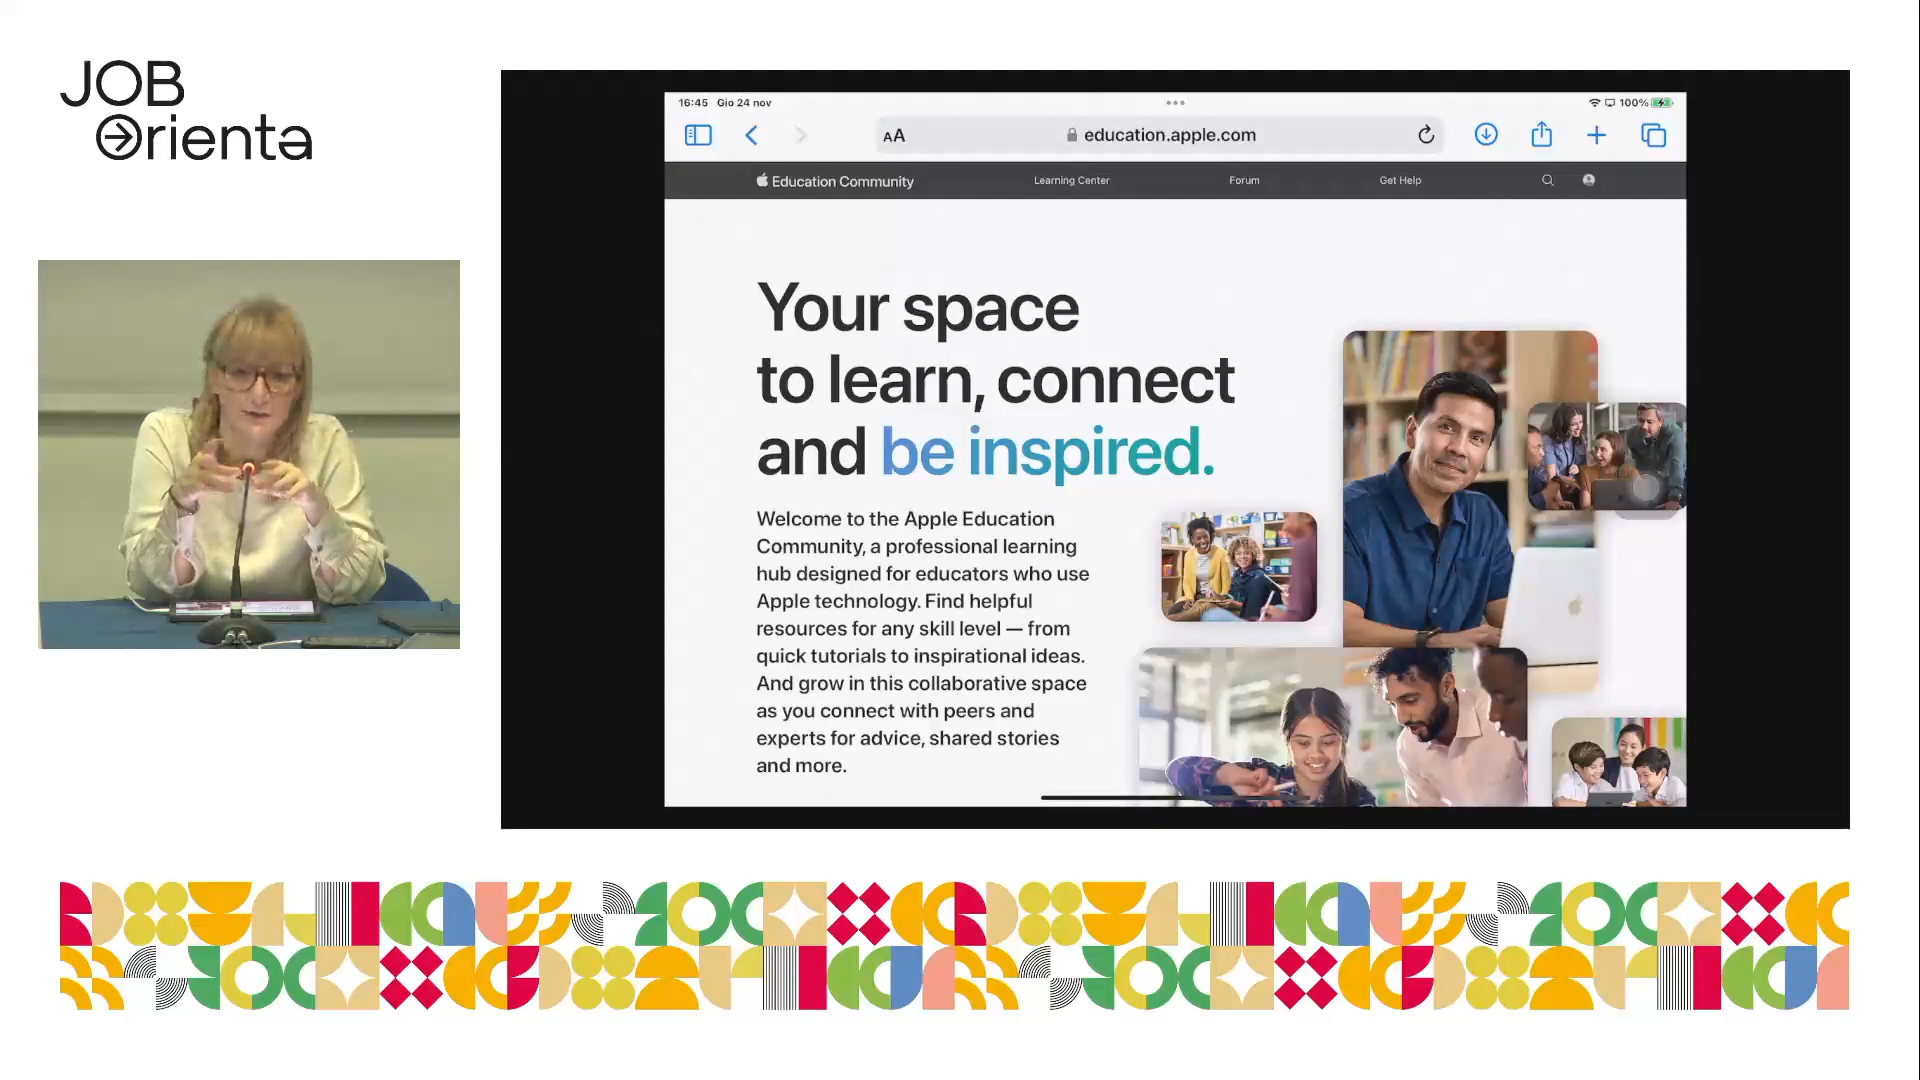 JOB
Orienta
16:45 Gio 24 nov
100%
AA
education.apple.com
Education Community
Learning Center
Forum
Get Help
Your space
to learn, connect
and be inspired.
Welcome to the Apple Education
Community, a professional learning
hub designed for educators who use
Apple technology. Find helpful
resources for any skill level — from
quick tutorials to inspirational ideas.
And grow in this collaborative space
as you connect with peers and
experts for advice, shared stories
and more.